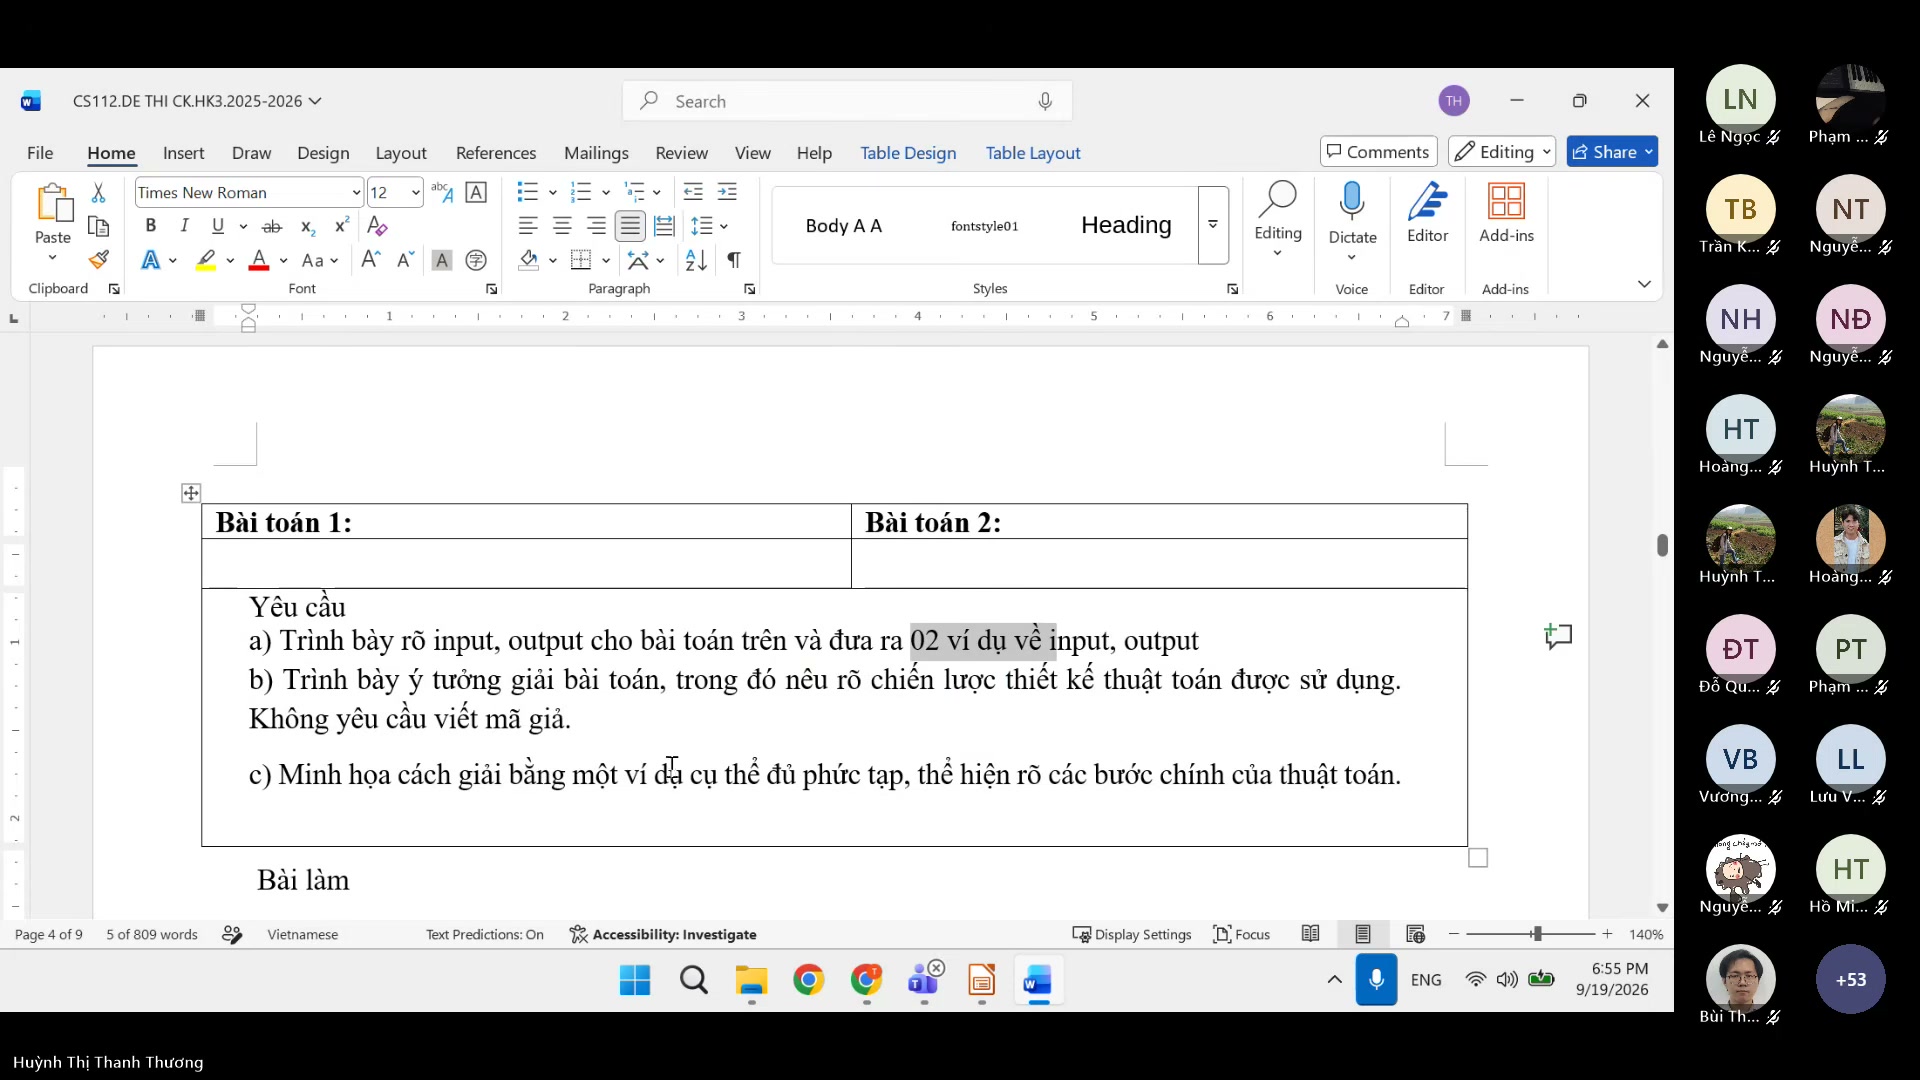 CS112.DE THI CK.HK3.2025-2026
Search
TH
File Home Insert Draw Design Layout References Mailings Review View Help Table Design Table Layout
Comments Editing Share
Times New Roman 12
Paste
Body A A
fontstyle01
Heading
Editing
Dictate
Editor
Add-ins
Clipboard Font Paragraph Styles Voice Editor Add-ins
1 2 3 4 5 6 7
Bài toán 1: Bài toán 2:
Yêu cầu
a) Trình bày rõ input, output cho bài toán trên và đưa ra 02 ví dụ về input, output
b) Trình bày ý tưởng giải bài toán, trong đó nêu rõ chiến lược thiết kế thuật toán được sử dụng.
Không yêu cầu viết mã giả.
c) Minh họa cách giải bằng một ví dụ cụ thể đủ phức tạp, thể hiện rõ các bước chính của thuật toán.
Bài làm
Page 4 of 9 5 of 809 words Vietnamese Text Predictions: On Accessibility: Investigate Display Settings Focus 140%
ENG
6:55 PM
9/19/2026
LN
Lê Ngọc Phạm ...
TB NT
Trần K... Nguyễ...
NH NĐ
Nguyễ... Nguyễ...
HT
Hoàng... Huỳnh T...
Huỳnh T... Hoàng...
ĐT PT
Đỗ Qu... Phạm ...
VB LL
Vương... Lưu V...
HT
Nguyễ... Hồ Mi...
+53
Bùi Th...
Huỳnh Thị Thanh Thương